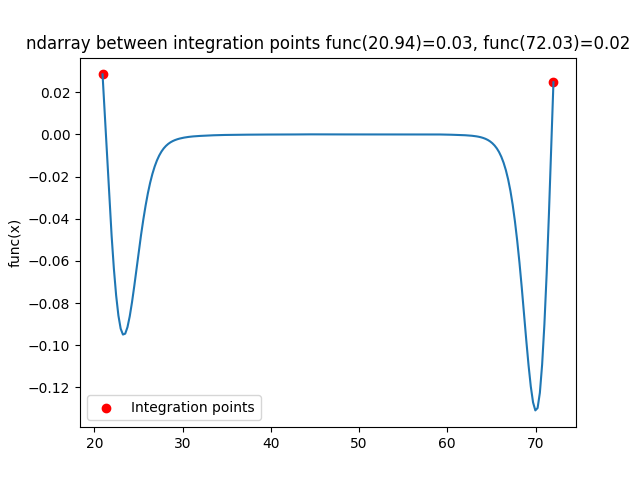 ndarray between integration points func(20.94)=0.03, func(72.03)=0.02
func(x)
0.02
0.00
−0.02
−0.04
−0.06
−0.08
−0.10
−0.12
Integration points
20 30 40 50 60 70